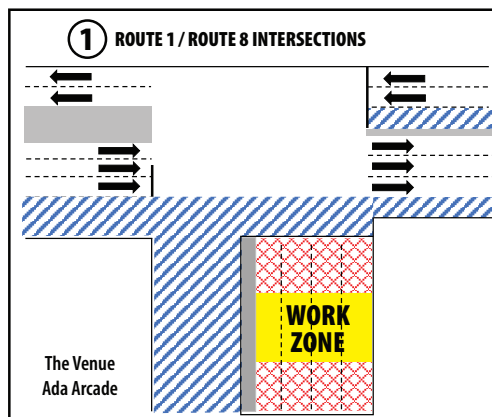 1 ROUTE 1 / ROUTE 8 INTERSECTIONS
WORK
ZONE
The Venue
Ada Arcade